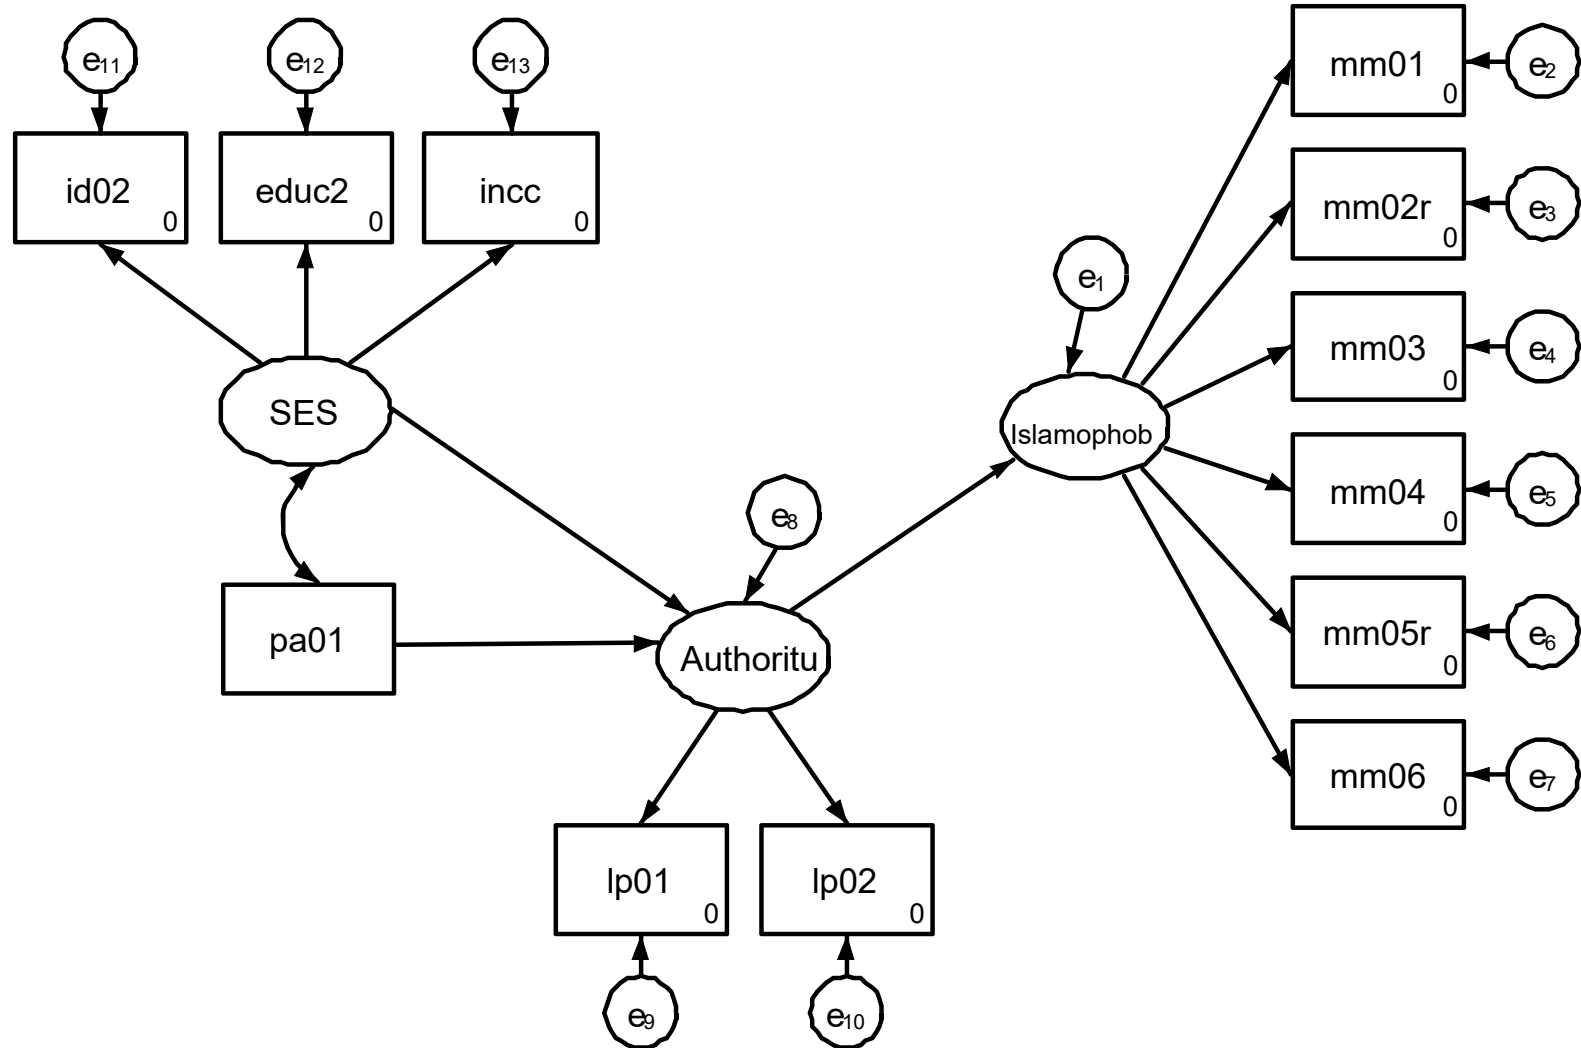 e11
e12
e13
id02
0
educ2
0
incc
0
SES
pa01
e8
Authoritu
lp01
0
lp02
0
e9
e10
e1
Islamophob
mm01
0
e2
mm02r
0
e3
mm03
0
e4
mm04
0
e5
mm05r
0
e6
mm06
0
e7